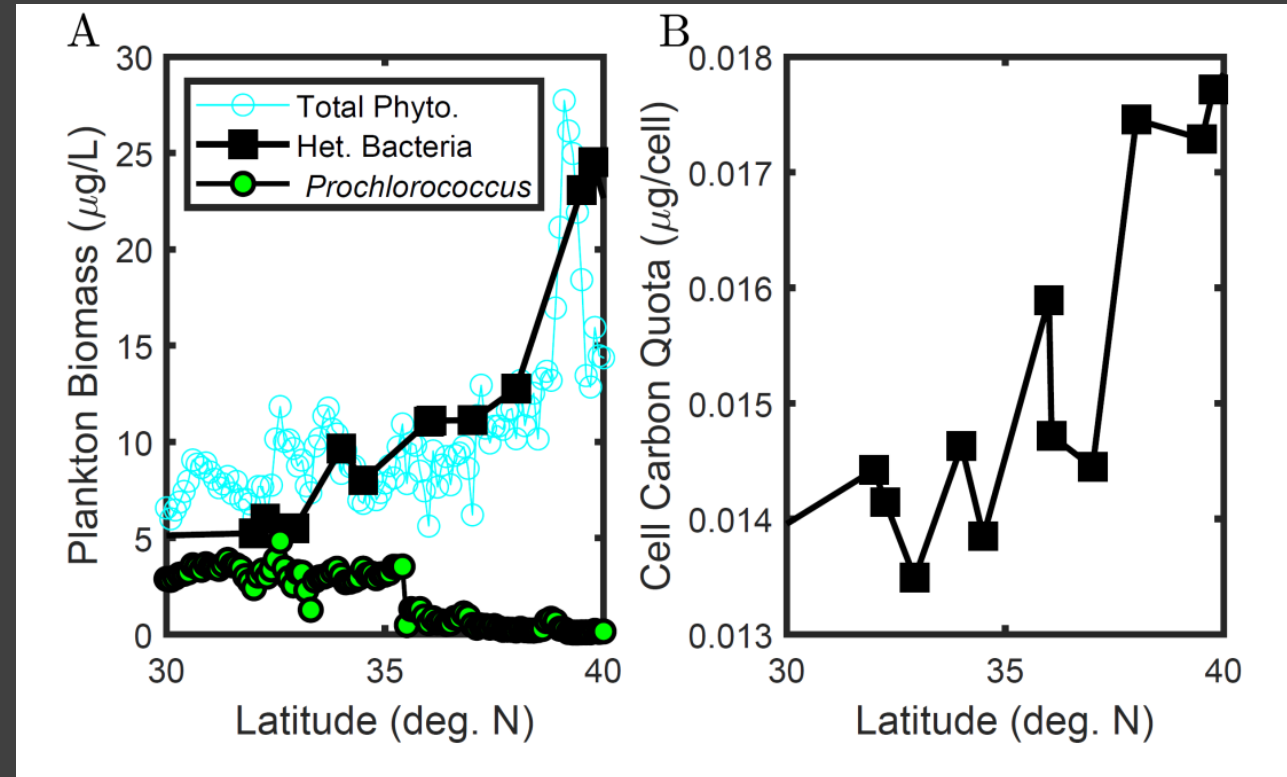 A
Plankton Biomass (μg/L)
30
25
20
15
10
5
0
Total Phyto.
Het. Bacteria
Prochlorococcus
30
35
40
Latitude (deg. N)
B
Cell Carbon Quota (μg/cell)
0.018
0.017
0.016
0.015
0.014
0.013
30
35
40
Latitude (deg. N)